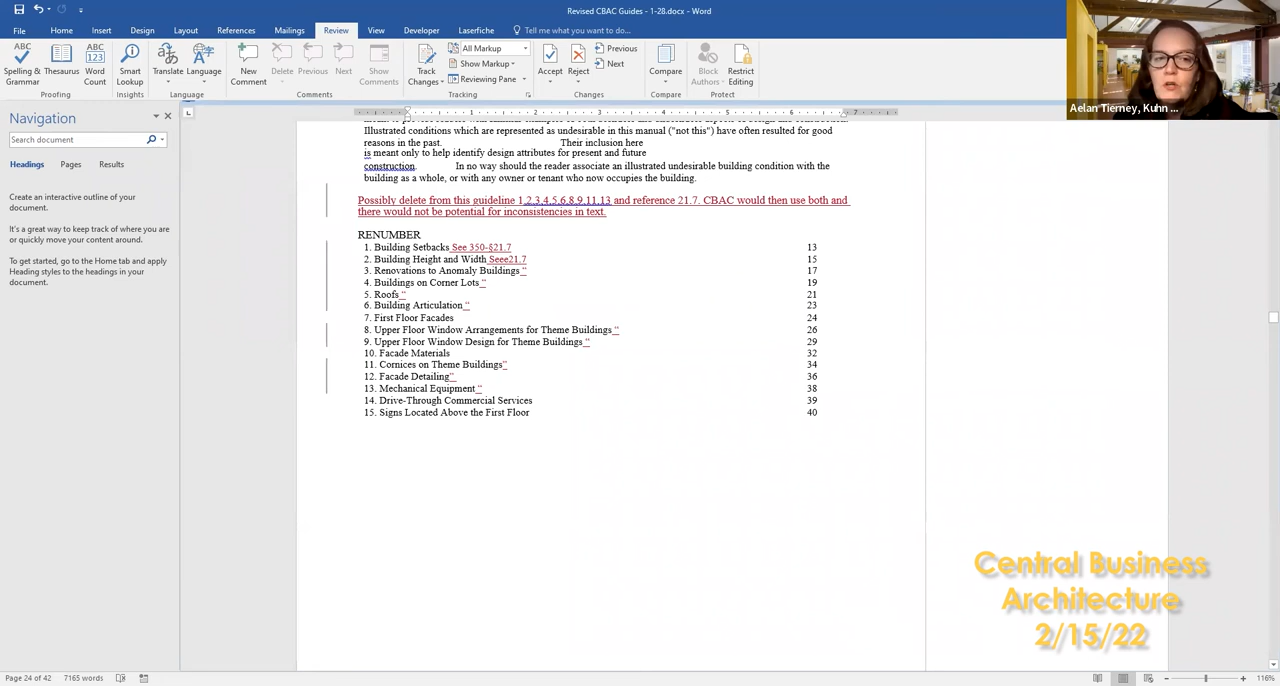 Revised CBAC Guides - 1-28.docx - Word
File Home Insert Design Layout References Mailings Review View Developer Laserfiche Tell me what you want to do...
ABC ABC 123
Spelling & Grammar Thesaurus Word Count Smart Lookup Translate Language New Comment Delete Previous Next Show Comments Track Changes All Markup Show Markup Reviewing Pane Accept Reject Previous Next Compare Block Authors Restrict Editing
Proofing Insights Language Comments Tracking Changes Compare Protect
Aelan Tierney, Kuhn ...
Navigation
Search document
Headings Pages Results
Create an interactive outline of your
document.
It's a great way to keep track of where you are
or quickly move your content around.
To get started, go to the Home tab and apply
Heading styles to the headings in your
document.
Illustrated conditions which are represented as undesirable in this manual ("not this") have often resulted for good
reasons in the past. Their inclusion here
is meant only to help identify design attributes for present and future
construction. In no way should the reader associate an illustrated undesirable building condition with the
building as a whole, or with any owner or tenant who now occupies the building.
Possibly delete from this guideline 1,2,3,4,5,6,8,9,11,13 and reference 21.7. CBAC would then use both and
there would not be potential for inconsistencies in text.
RENUMBER
1. Building Setbacks See 350-§21.7 13
2. Building Height and Width Seee21.7 15
3. Renovations to Anomaly Buildings " 17
4. Buildings on Corner Lots " 19
5. Roofs " 21
6. Building Articulation " 23
7. First Floor Facades 24
8. Upper Floor Window Arrangements for Theme Buildings " 26
9. Upper Floor Window Design for Theme Buildings " 29
10. Facade Materials 32
11. Cornices on Theme Buildings" 34
12. Facade Detailing" 36
13. Mechanical Equipment " 38
14. Drive-Through Commercial Services 39
15. Signs Located Above the First Floor 40
Central Business
Architecture
2/15/22
Page 24 of 42 7165 words 116%